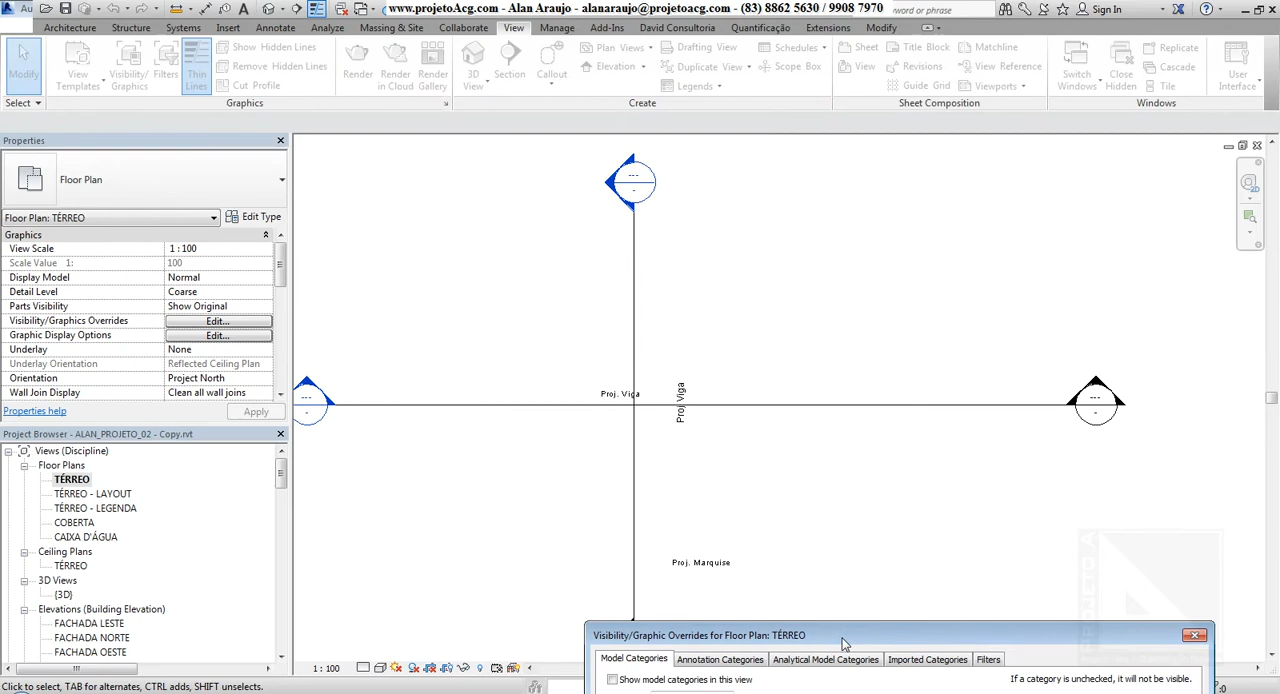 Au
www.projetoAcg.com - Alan Araujo - alanaraujo@projetoacg.com - (83) 8862 5630 / 9908 7970
word or phrase
Sign In
Architecture Structure Systems Insert Annotate Analyze Massing & Site Collaborate View Manage Add-Ins David Consultoria Quantificação Extensions Modify
Modify
View Templates
Visibility/ Graphics
Filters
Thin Lines
Show Hidden Lines
Remove Hidden Lines
Cut Profile
Render
Render in Cloud
Render Gallery
3D View
Section
Callout
Plan Views
Elevation
Drafting View
Duplicate View
Legends
Schedules
Scope Box
Sheet
View
Title Block
Revisions
Guide Grid
Matchline
View Reference
Viewports
Switch Windows
Close Hidden
Replicate
Cascade
Tile
User Interface
Select
Graphics
Create
Sheet Composition
Windows
Properties
Floor Plan
Floor Plan: TÉRREO
Edit Type
Graphics
View Scale 1 : 100
Scale Value 1: 100
Display Model Normal
Detail Level Coarse
Parts Visibility Show Original
Visibility/Graphics Overrides Edit...
Graphic Display Options Edit...
Underlay None
Underlay Orientation Reflected Ceiling Plan
Orientation Project North
Wall Join Display Clean all wall joins
Properties help
Apply
Project Browser - ALAN_PROJETO_02 - Copy.rvt
Views (Discipline)
Floor Plans
TÉRREO
TÉRREO - LAYOUT
TÉRREO - LEGENDA
COBERTA
CAIXA D'ÁGUA
Ceiling Plans
TÉRREO
3D Views
{3D}
Elevations (Building Elevation)
FACHADA LESTE
FACHADA NORTE
FACHADA OESTE
2D
---
-
---
-
---
-
Proj. Viga
Proj Viga
Proj. Marquise
PROJETO A
Visibility/Graphic Overrides for Floor Plan: TÉRREO
Model Categories Annotation Categories Analytical Model Categories Imported Categories Filters
Show model categories in this view
If a category is unchecked, it will not be visible.
1 : 100
Click to select, TAB for alternates, CTRL adds, SHIFT unselects.
:0